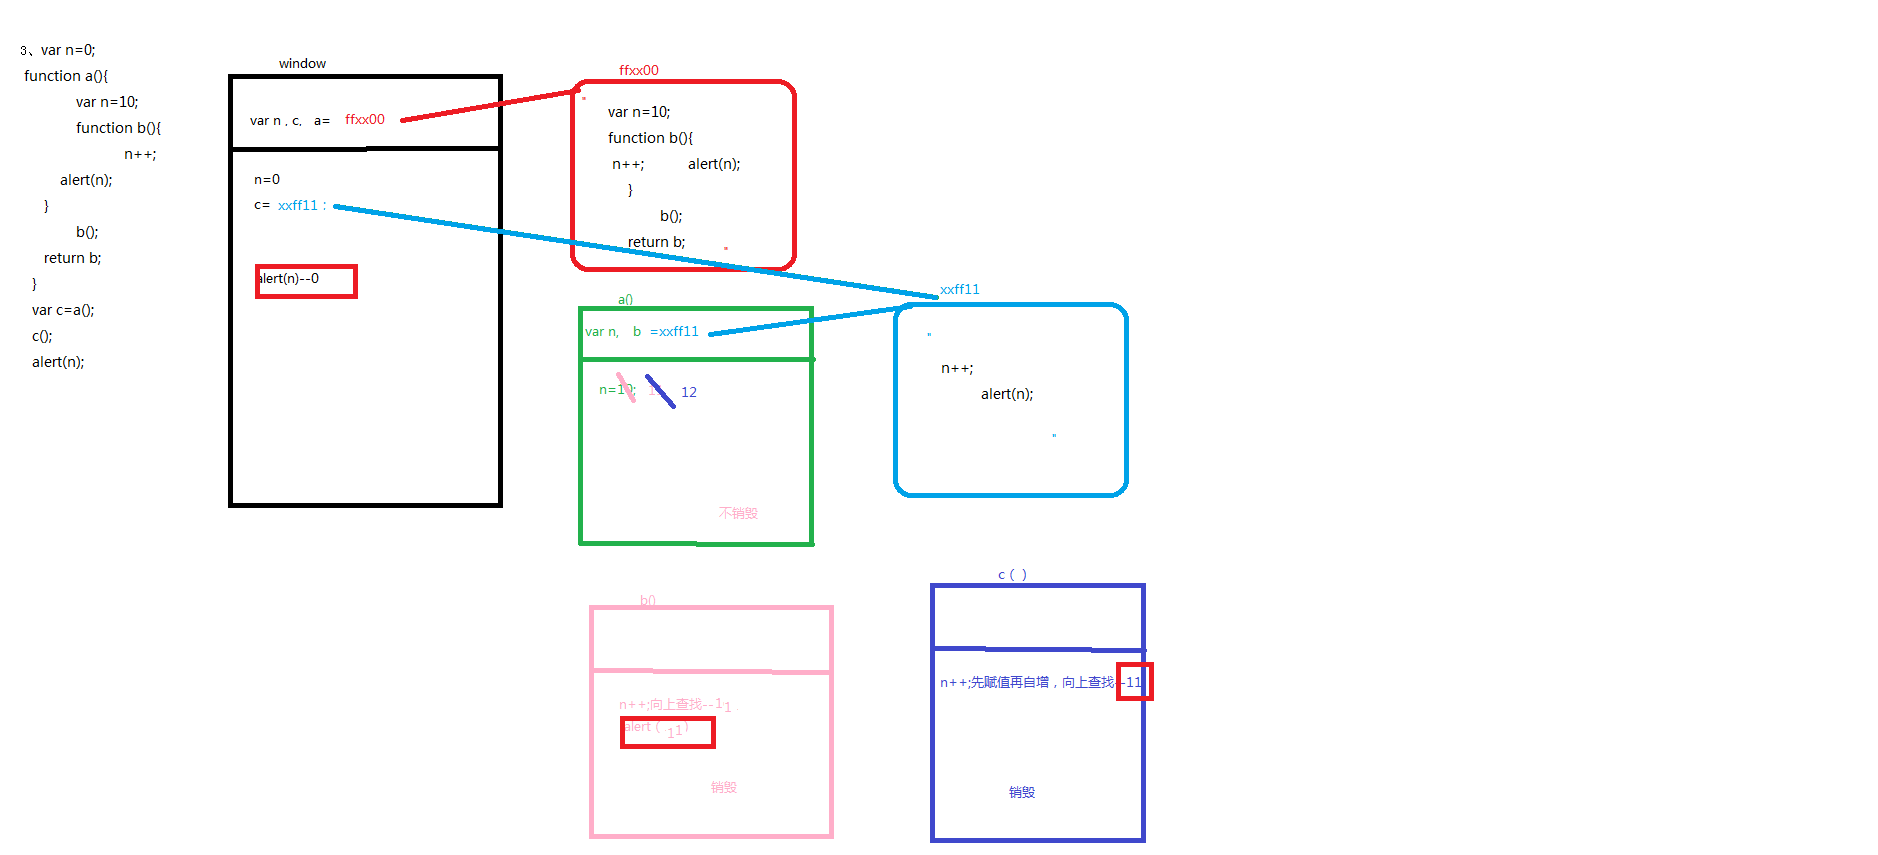 3、var n=0;
function a(){
var n=10;
function b(){
n++;
alert(n);
}
b();
return b;
}
var c=a();
c();
alert(n);
window
var n , c, a= ffxx00
n=0
c= xxff11 ;
alert(n)--0
ffxx00
"
var n=10;
function b(){
n++; alert(n);
}
b();
return b;
"
a()
var n, b =xxff11
n=10; 12
不销毁
xxff11
"
n++;
alert(n);
"
b()
n++;向上查找--11
alert ( 11 )
销毁
c ( )
n++;先赋值再自增，向上查找--11
销毁